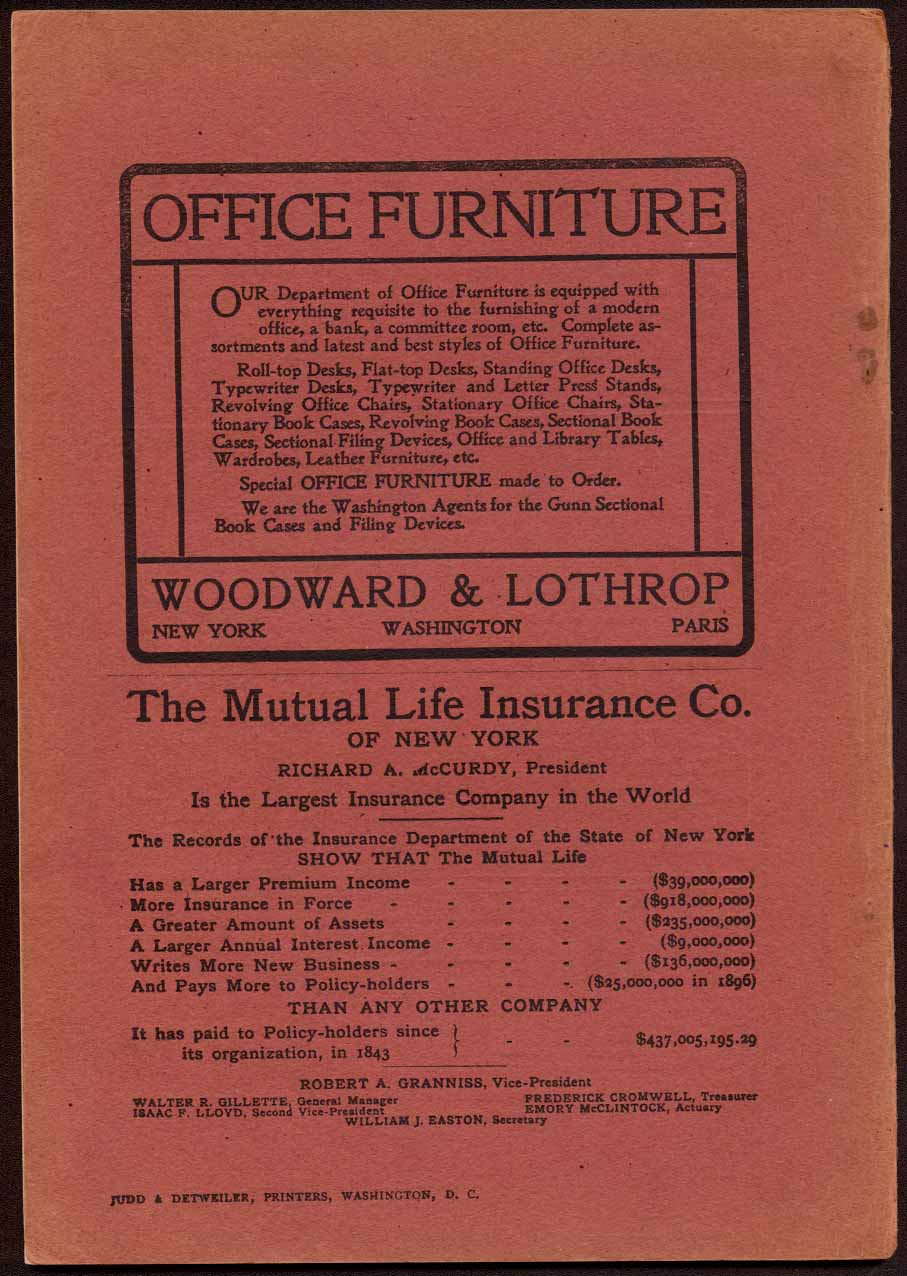 OFFICE FURNITURE
OUR Department of Office Furniture is equipped with
everything requisite to the furnishing of a modern
office, a bank, a committee room, etc. Complete as-
sortments and latest and best styles of Office Furniture.
Roll-top Desks, Flat-top Desks, Standing Office Desks,
Typewriter Desks, Typewriter and Letter Press Stands,
Revolving Office Chairs, Stationary Office Chairs, Sta-
tionary Book Cases, Revolving Book Cases, Sectional Book
Cases, Sectional Filing Devices, Office and Library Tables,
Wardrobes, Leather Furniture, etc.
Special OFFICE FURNITURE made to Order.
We are the Washington Agents for the Gunn Sectional
Book Cases and Filing Devices.
WOODWARD & LOTHROP
NEW YORK WASHINGTON PARIS
The Mutual Life Insurance Co.
OF NEW YORK
RICHARD A. McCURDY, President
Is the Largest Insurance Company in the World
The Records of the Insurance Department of the State of New York
SHOW THAT The Mutual Life
Has a Larger Premium Income - - - - ($39,000,000)
More Insurance in Force - - - - - ($918,000,000)
A Greater Amount of Assets - - - - ($235,000,000)
A Larger Annual Interest Income - - - - ($9,000,000)
Writes More New Business - - - - - ($136,000,000)
And Pays More to Policy-holders - - - - ($25,000,000 in 1896)
THAN ANY OTHER COMPANY
It has paid to Policy-holders since
its organization, in 1843 } - - $437,005,195.29
ROBERT A. GRANNISS, Vice-President
WALTER R. GILLETTE, General Manager FREDERICK CROMWELL, Treasurer
ISAAC F. LLOYD, Second Vice-President EMORY McCLINTOCK, Actuary
WILLIAM J. EASTON, Secretary
JUDD & DETWEILER, PRINTERS, WASHINGTON, D. C.